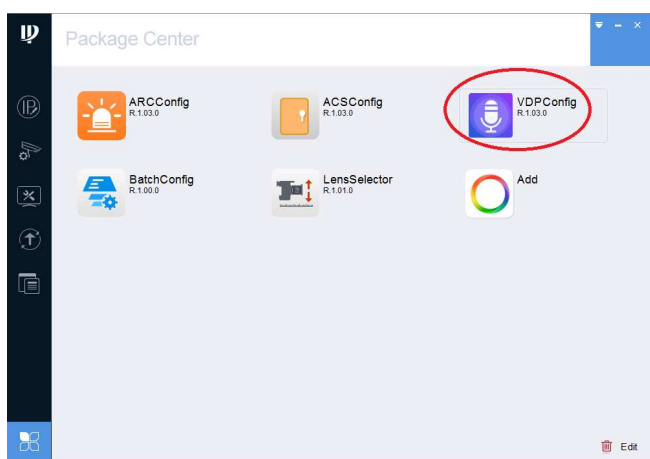 Package Center
ARCConfig
R.1.03.0
ACSConfig
R.1.03.0
VDPConfig
R.1.03.0
BatchConfig
R.1.00.0
LensSelector
R.1.01.0
Add
IP
Edit